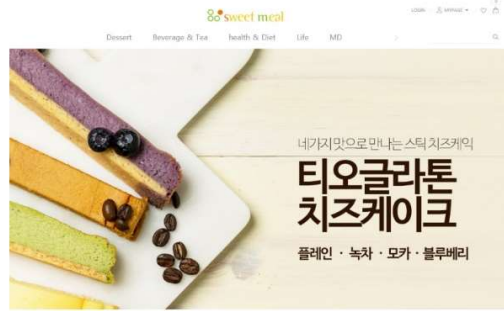 sweet meal
LOGIN
MYPAGE
Dessert Beverage & Tea health & Diet Life MD
네가지맛으로만나는스틱치즈케익
티오글라톤
치즈케이크
플레인 · 녹차 · 모카 · 블루베리